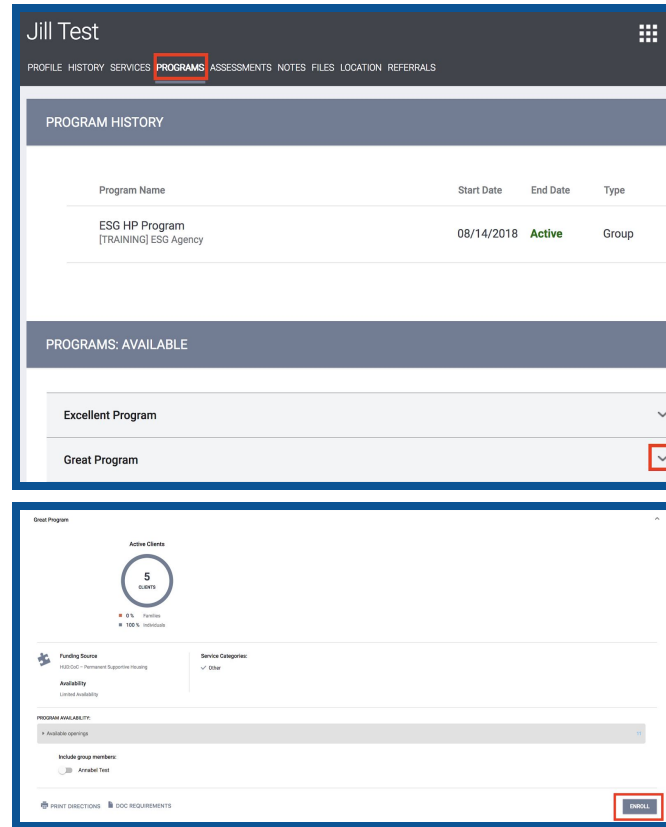 Jill Test
PROFILE HISTORY SERVICES PROGRAMS ASSESSMENTS NOTES FILES LOCATION REFERRALS
PROGRAM HISTORY
Program Name Start Date End Date Type
ESG HP Program 08/14/2018 Active Group
[TRAINING] ESG Agency
PROGRAMS: AVAILABLE
Excellent Program
Great Program
Great Program
Active Clients
5
CLIENTS
0 % Families
100 % Individuals
Funding Source Service Categories:
HUD:CoC – Permanent Supportive Housing Other
Availability
Limited Availability
PROGRAM AVAILABILITY:
Available openings
Include group members:
Annabel Test
PRINT DIRECTIONS DOC REQUIREMENTS ENROLL